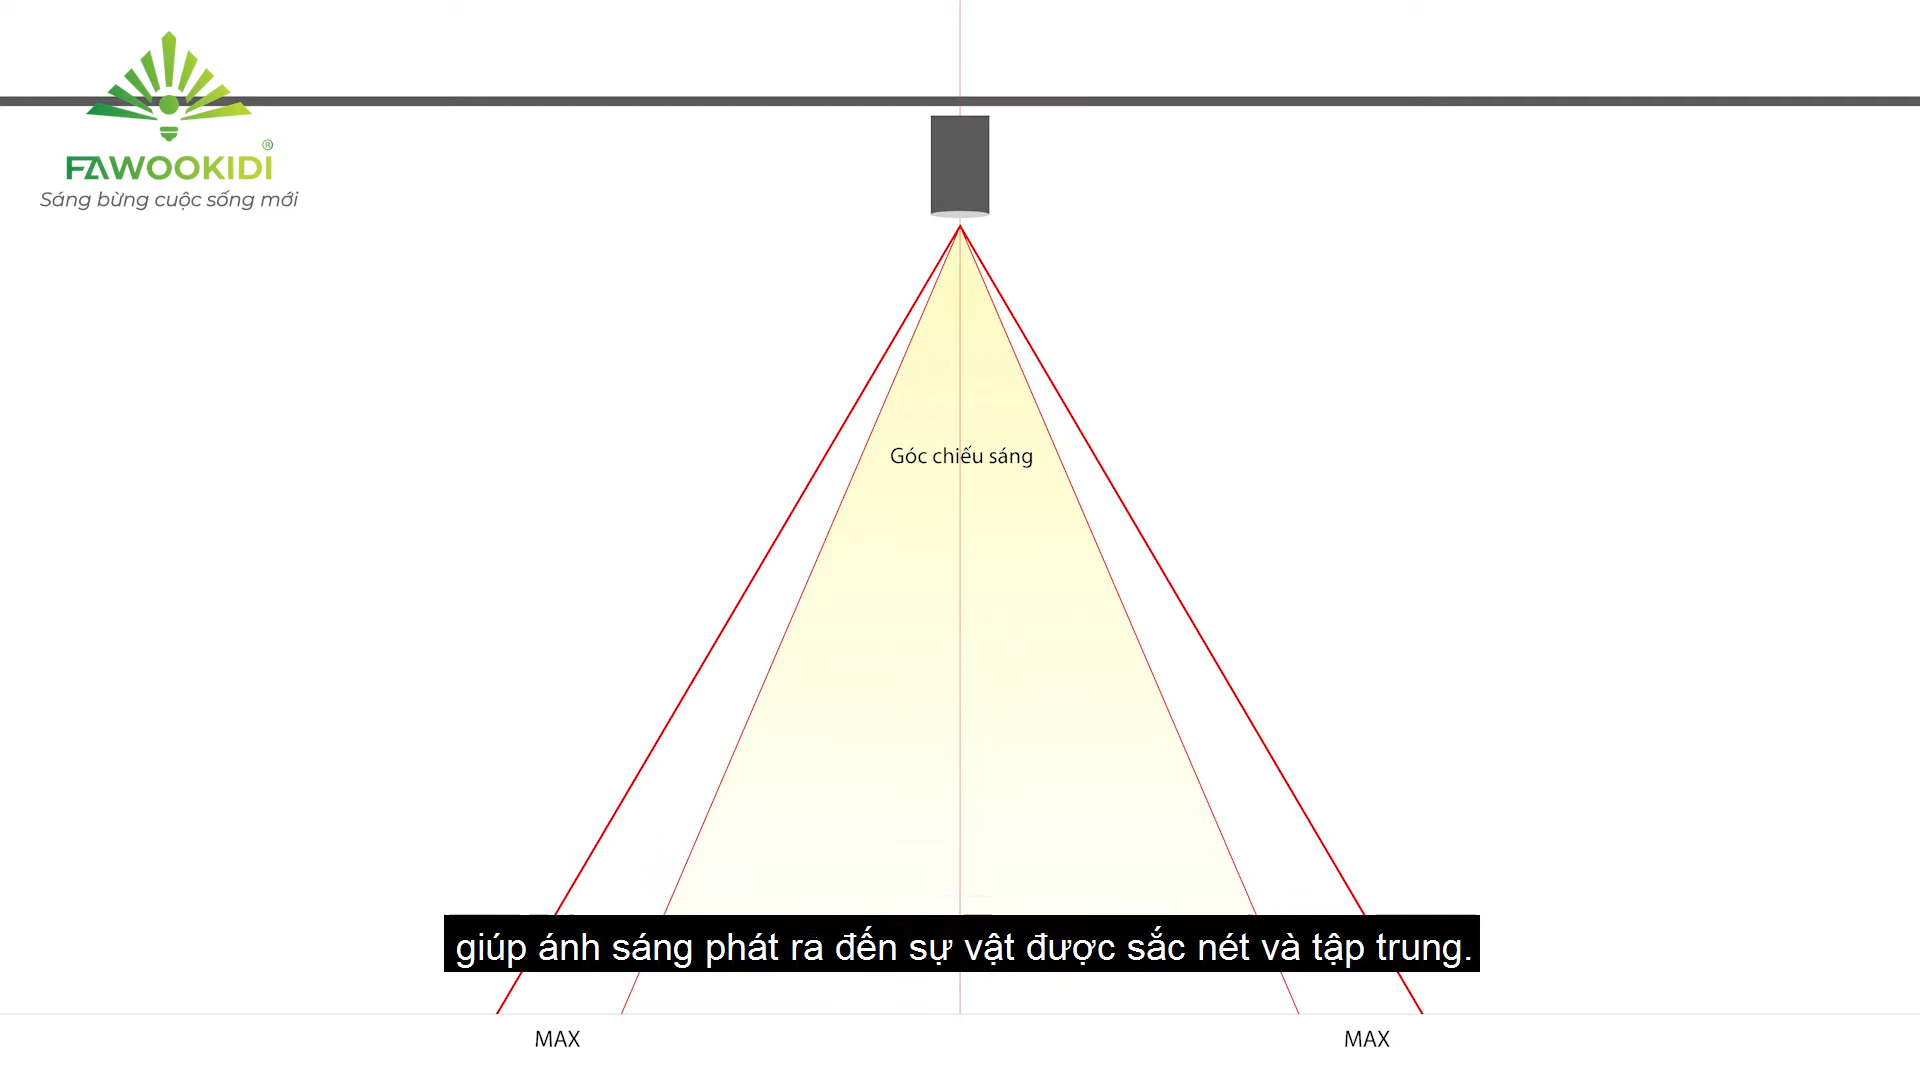 FAWOOKIDI®
Sáng bừng cuộc sống mới
Góc chiếu sáng
giúp ánh sáng phát ra đến sự vật được sắc nét và tập trung.
MAX
MAX